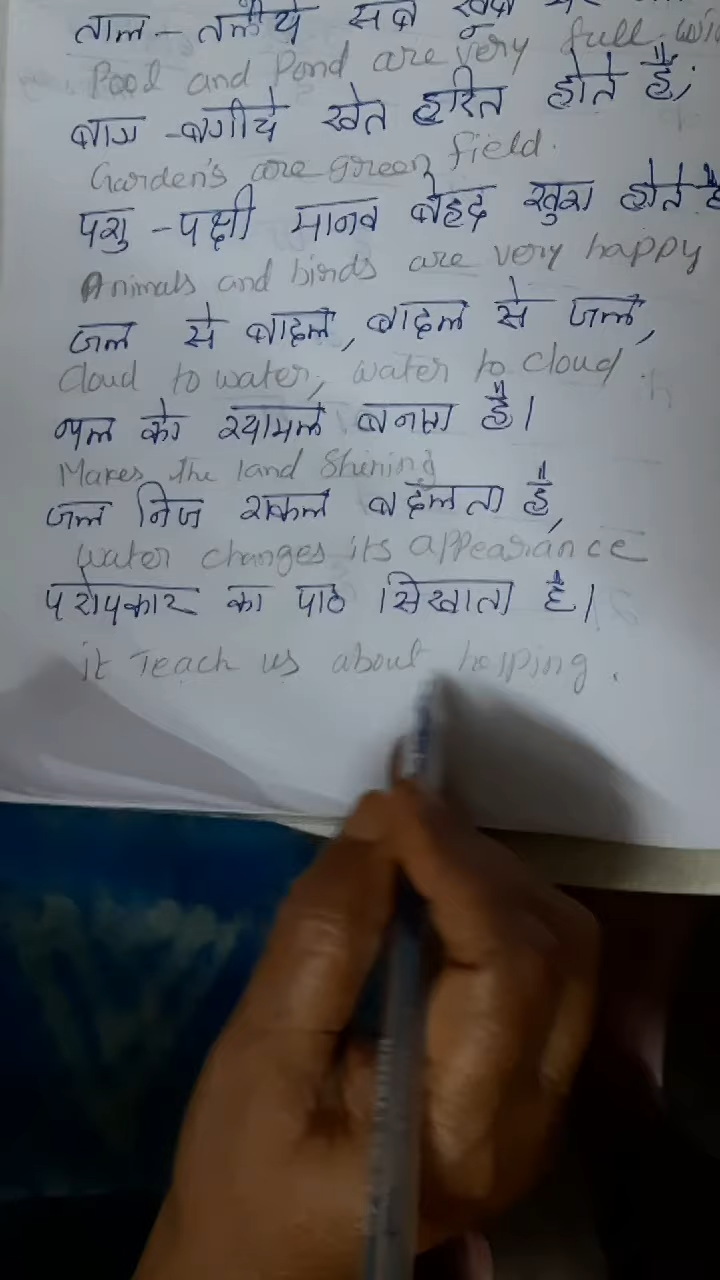 ताल - तलैये सब
Pool and Pond are very full
बाग - बगीचे खेत हरित होते हैं,
Garden's are green field.
पशु - पक्षी मानव बेहद खुश होते है
Animals and birds are very happy
जल से बादल, बादल से जल,
Cloud to water, water to cloud.
को श्यामल बनाता है।
Makes the land Shining
जल निज शकल बदलता है,
Water changes its appearance
परोपकार का पाठ सिखाता है।
it Teach us about helping.